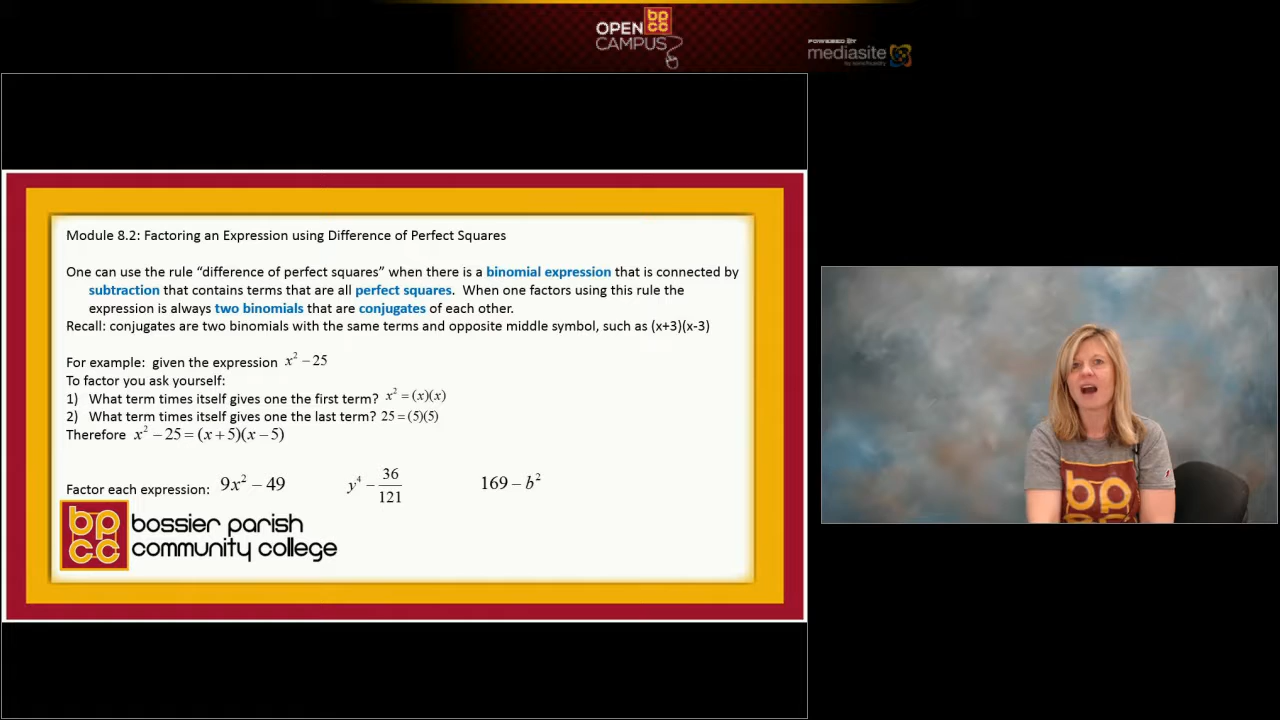 OPEN bp
CAMPUS cc
POWERED BY
mediasite
by sonicfoundry
Module 8.2: Factoring an Expression using Difference of Perfect Squares
One can use the rule “difference of perfect squares” when there is a binomial expression that is connected by
subtraction that contains terms that are all perfect squares. When one factors using this rule the
expression is always two binomials that are conjugates of each other.
Recall: conjugates are two binomials with the same terms and opposite middle symbol, such as (x+3)(x-3)
For example: given the expression x² − 25
To factor you ask yourself:
1) What term times itself gives one the first term? x² = (x)(x)
2) What term times itself gives one the last term? 25 = (5)(5)
Therefore x² − 25 = (x + 5)(x − 5)
Factor each expression: 9x² − 49 y⁴ − 36/121 169 − b²
bp bossier parish
cc community college
bp